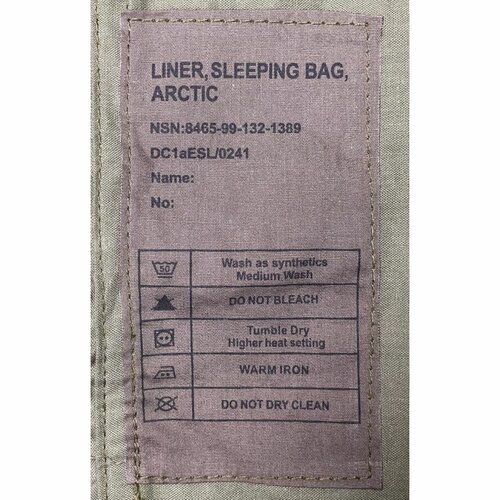 LINER, SLEEPING BAG,
ARCTIC
NSN:8465-99-132-1389
DC1aESL/0241
Name:
No:
50
Wash as synthetics
Medium Wash
DO NOT BLEACH
Tumble Dry
Higher heat setting
WARM IRON
DO NOT DRY CLEAN